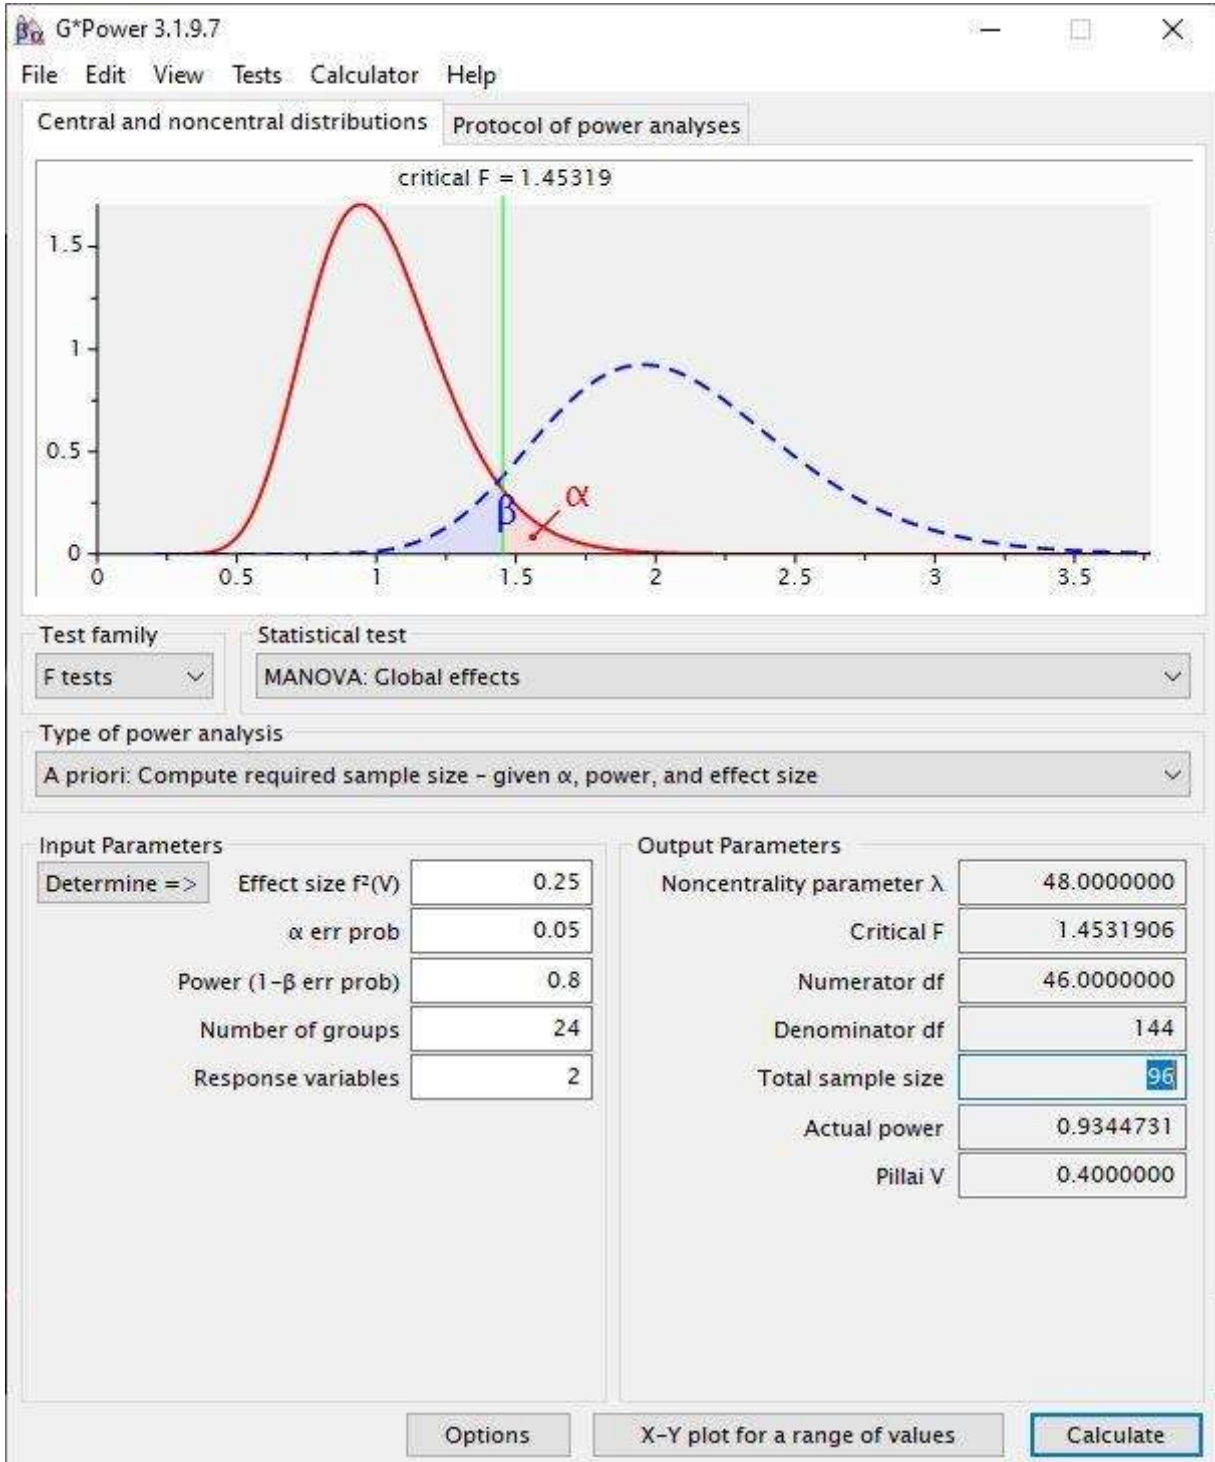 G*Power 3.1.9.7
File Edit View Tests Calculator Help
Central and noncentral distributions Protocol of power analyses
critical F = 1.45319
1.5
1
0.5
0
β α
0 0.5 1 1.5 2 2.5 3 3.5
Test family Statistical test
F tests MANOVA: Global effects
Type of power analysis
A priori: Compute required sample size - given α, power, and effect size
Input Parameters Output Parameters
Determine => Effect size f²(V) 0.25 Noncentrality parameter λ 48.0000000
α err prob 0.05 Critical F 1.4531906
Power (1-β err prob) 0.8 Numerator df 46.0000000
Number of groups 24 Denominator df 144
Response variables 2 Total sample size 96
Actual power 0.9344731
Pillai V 0.4000000
Options X-Y plot for a range of values Calculate